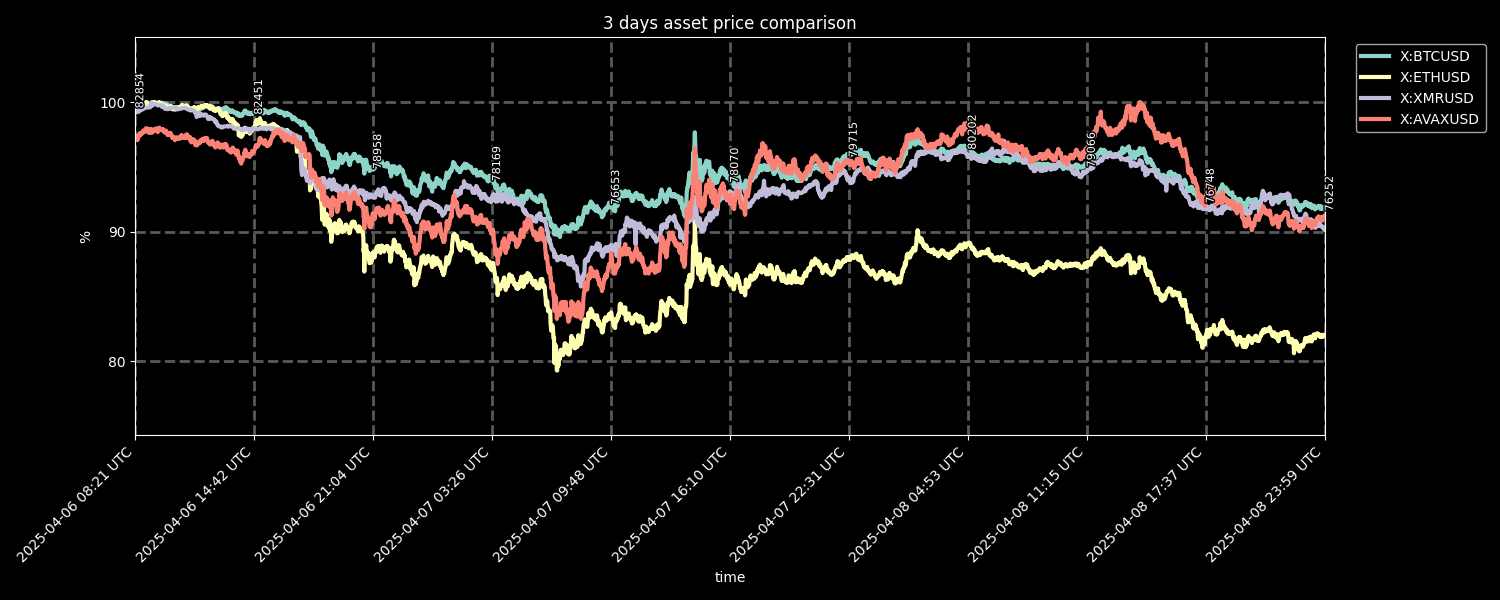 3 days asset price comparison
X:BTCUSD
X:ETHUSD
X:XMRUSD
X:AVAXUSD
100
90
80
%
82854
82451
78958
78169
76653
78070
79715
80202
79066
76748
76252
2025-04-06 08:21 UTC
2025-04-06 14:42 UTC
2025-04-06 21:04 UTC
2025-04-07 03:26 UTC
2025-04-07 09:48 UTC
2025-04-07 16:10 UTC
2025-04-07 22:31 UTC
2025-04-08 04:53 UTC
2025-04-08 11:15 UTC
2025-04-08 17:37 UTC
2025-04-08 23:59 UTC
time